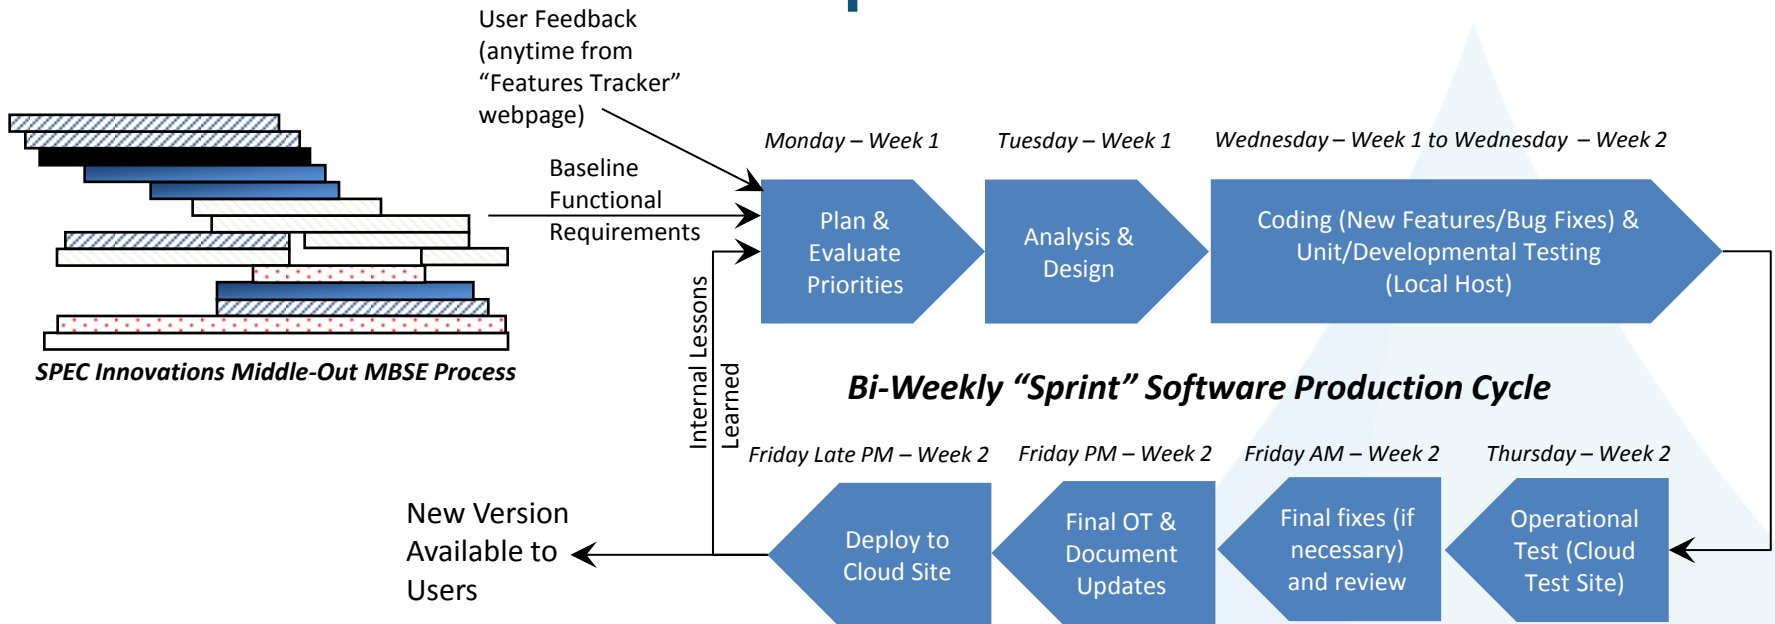 User Feedback
(anytime from
“Features Tracker”
webpage)
Baseline
Functional
Requirements
SPEC Innovations Middle-Out MBSE Process
Monday – Week 1
Tuesday – Week 1
Wednesday – Week 1 to Wednesday – Week 2
Plan &
Evaluate
Priorities
Analysis &
Design
Coding (New Features/Bug Fixes) &
Unit/Developmental Testing
(Local Host)
Internal Lessons
Learned
Bi-Weekly “Sprint” Software Production Cycle
Friday Late PM – Week 2
Friday PM – Week 2
Friday AM – Week 2
Thursday – Week 2
New Version
Available to
Users
Deploy to
Cloud Site
Final OT &
Document
Updates
Final fixes (if
necessary)
and review
Operational
Test (Cloud
Test Site)